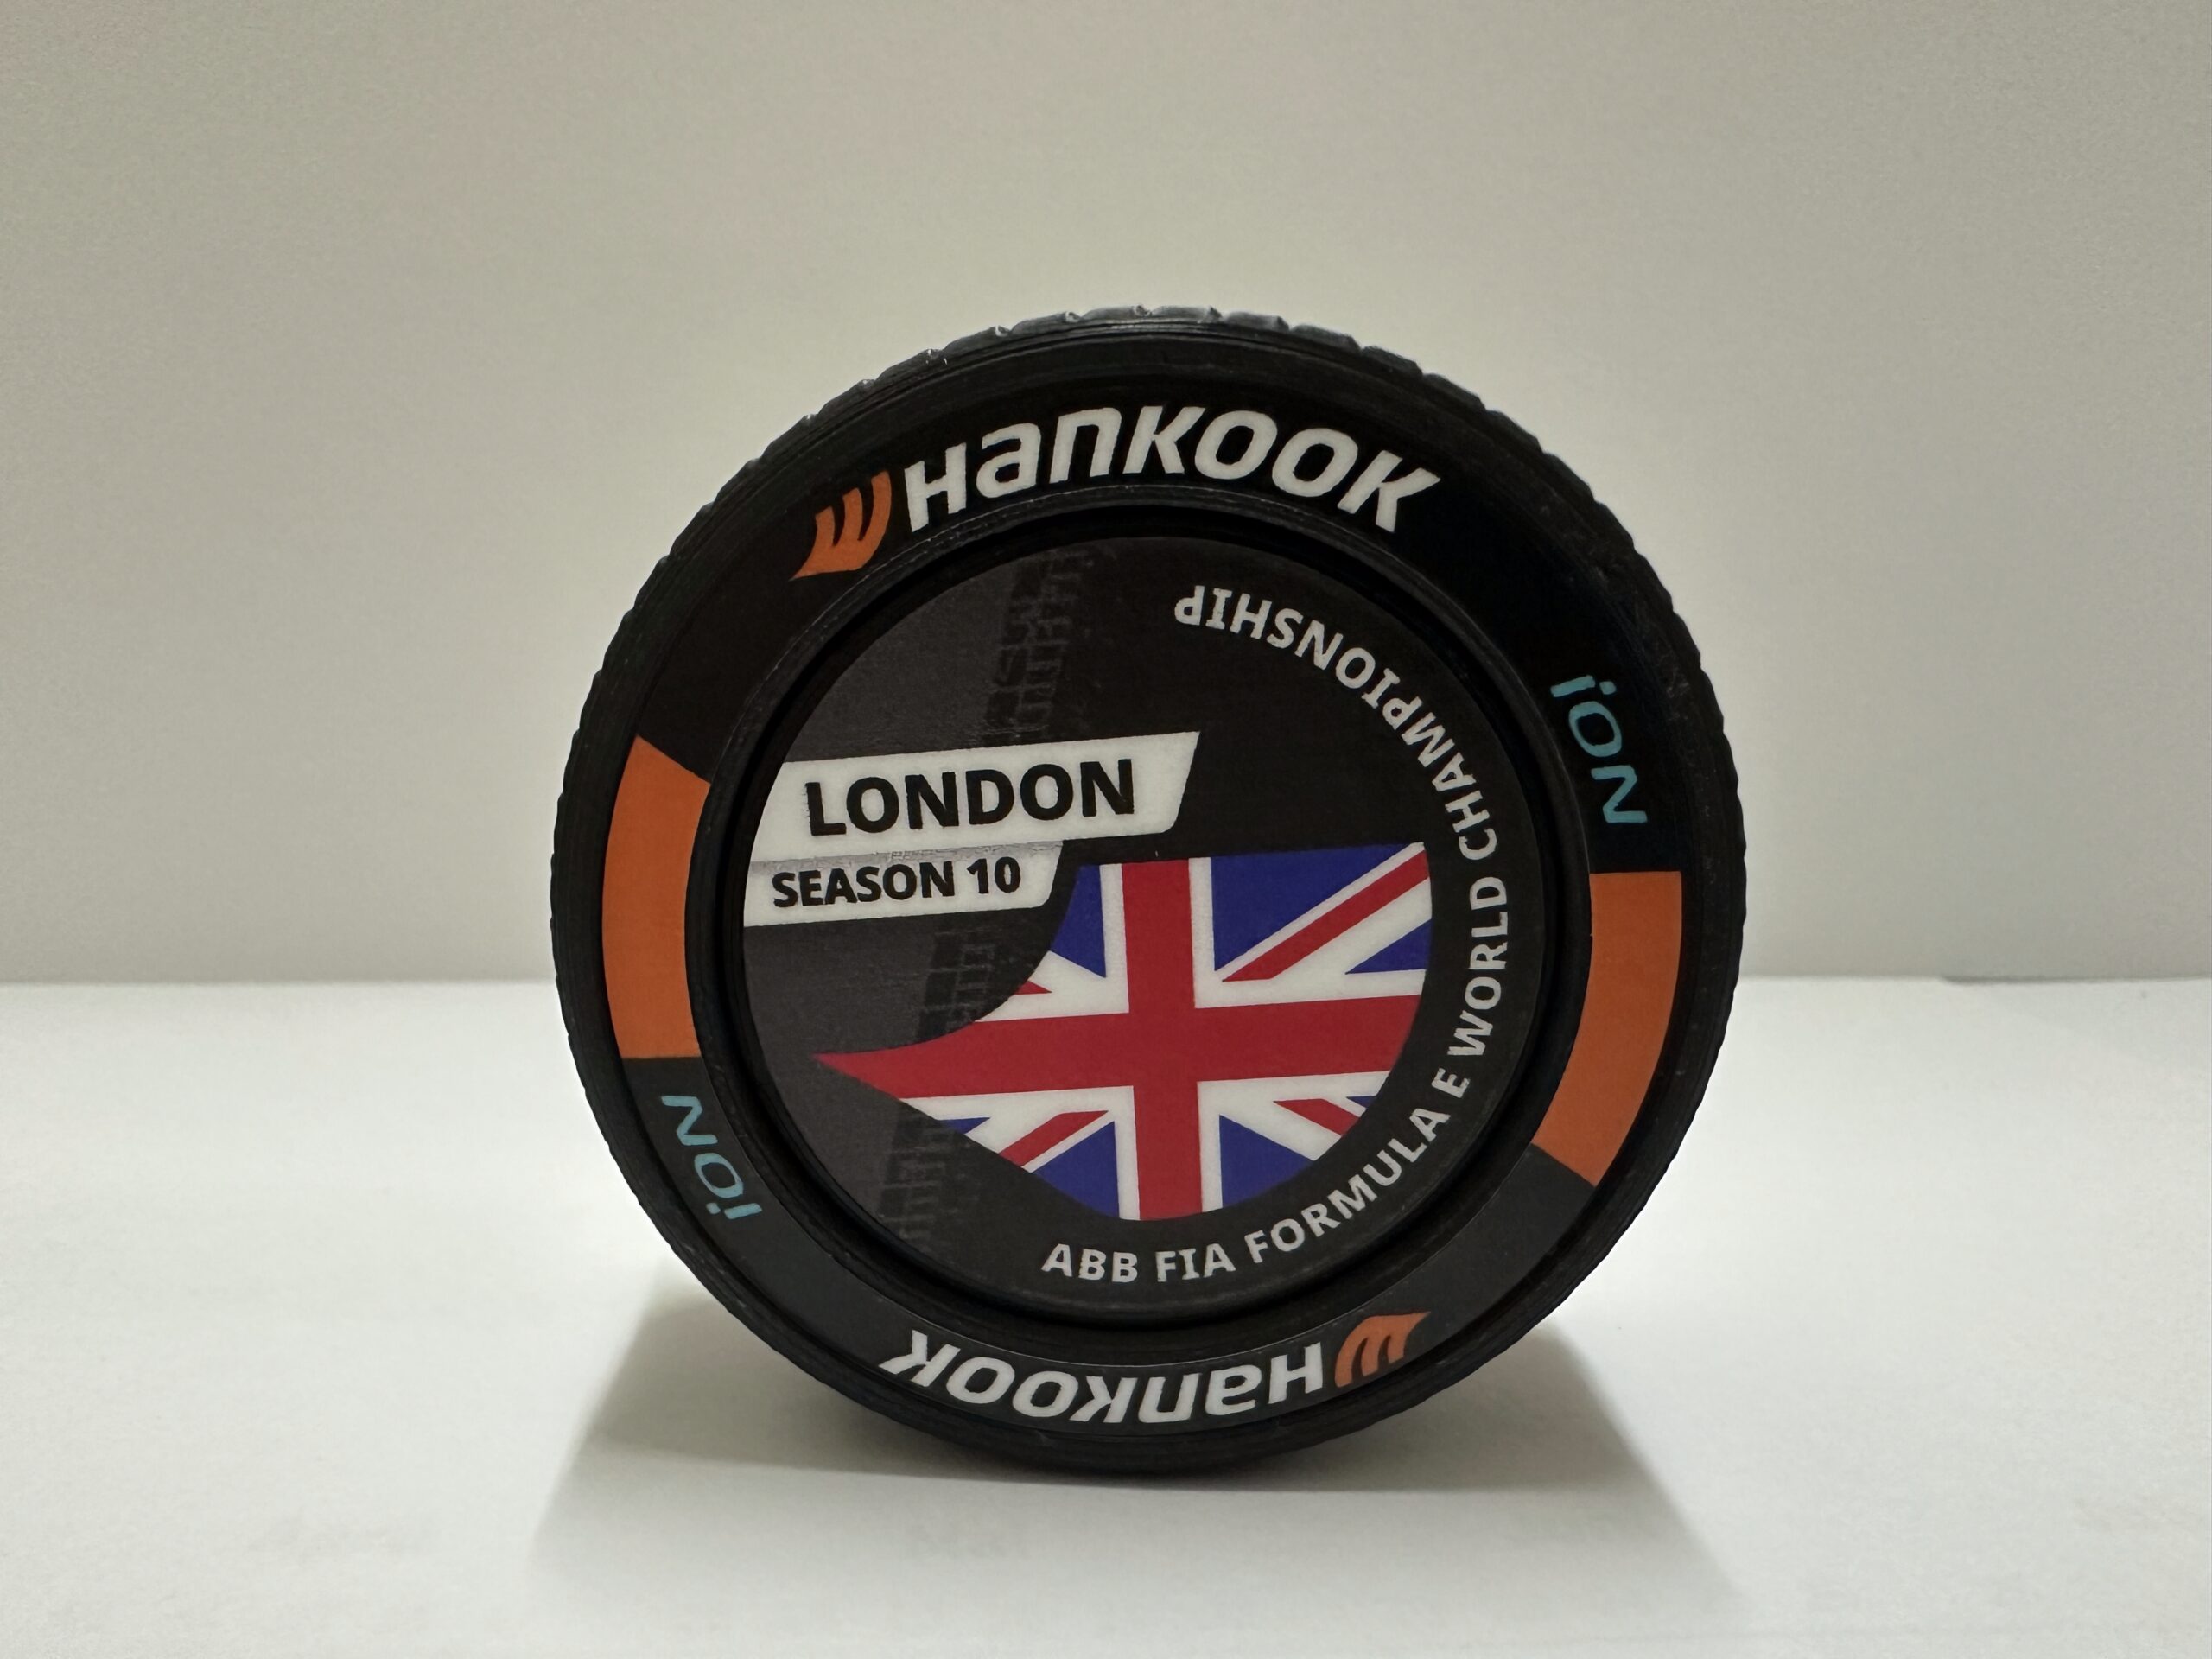 HANKOOK
iON
LONDON
SEASON 10
ABB FIA FORMULA E WORLD CHAMPIONSHIP
iON
HANKOOK